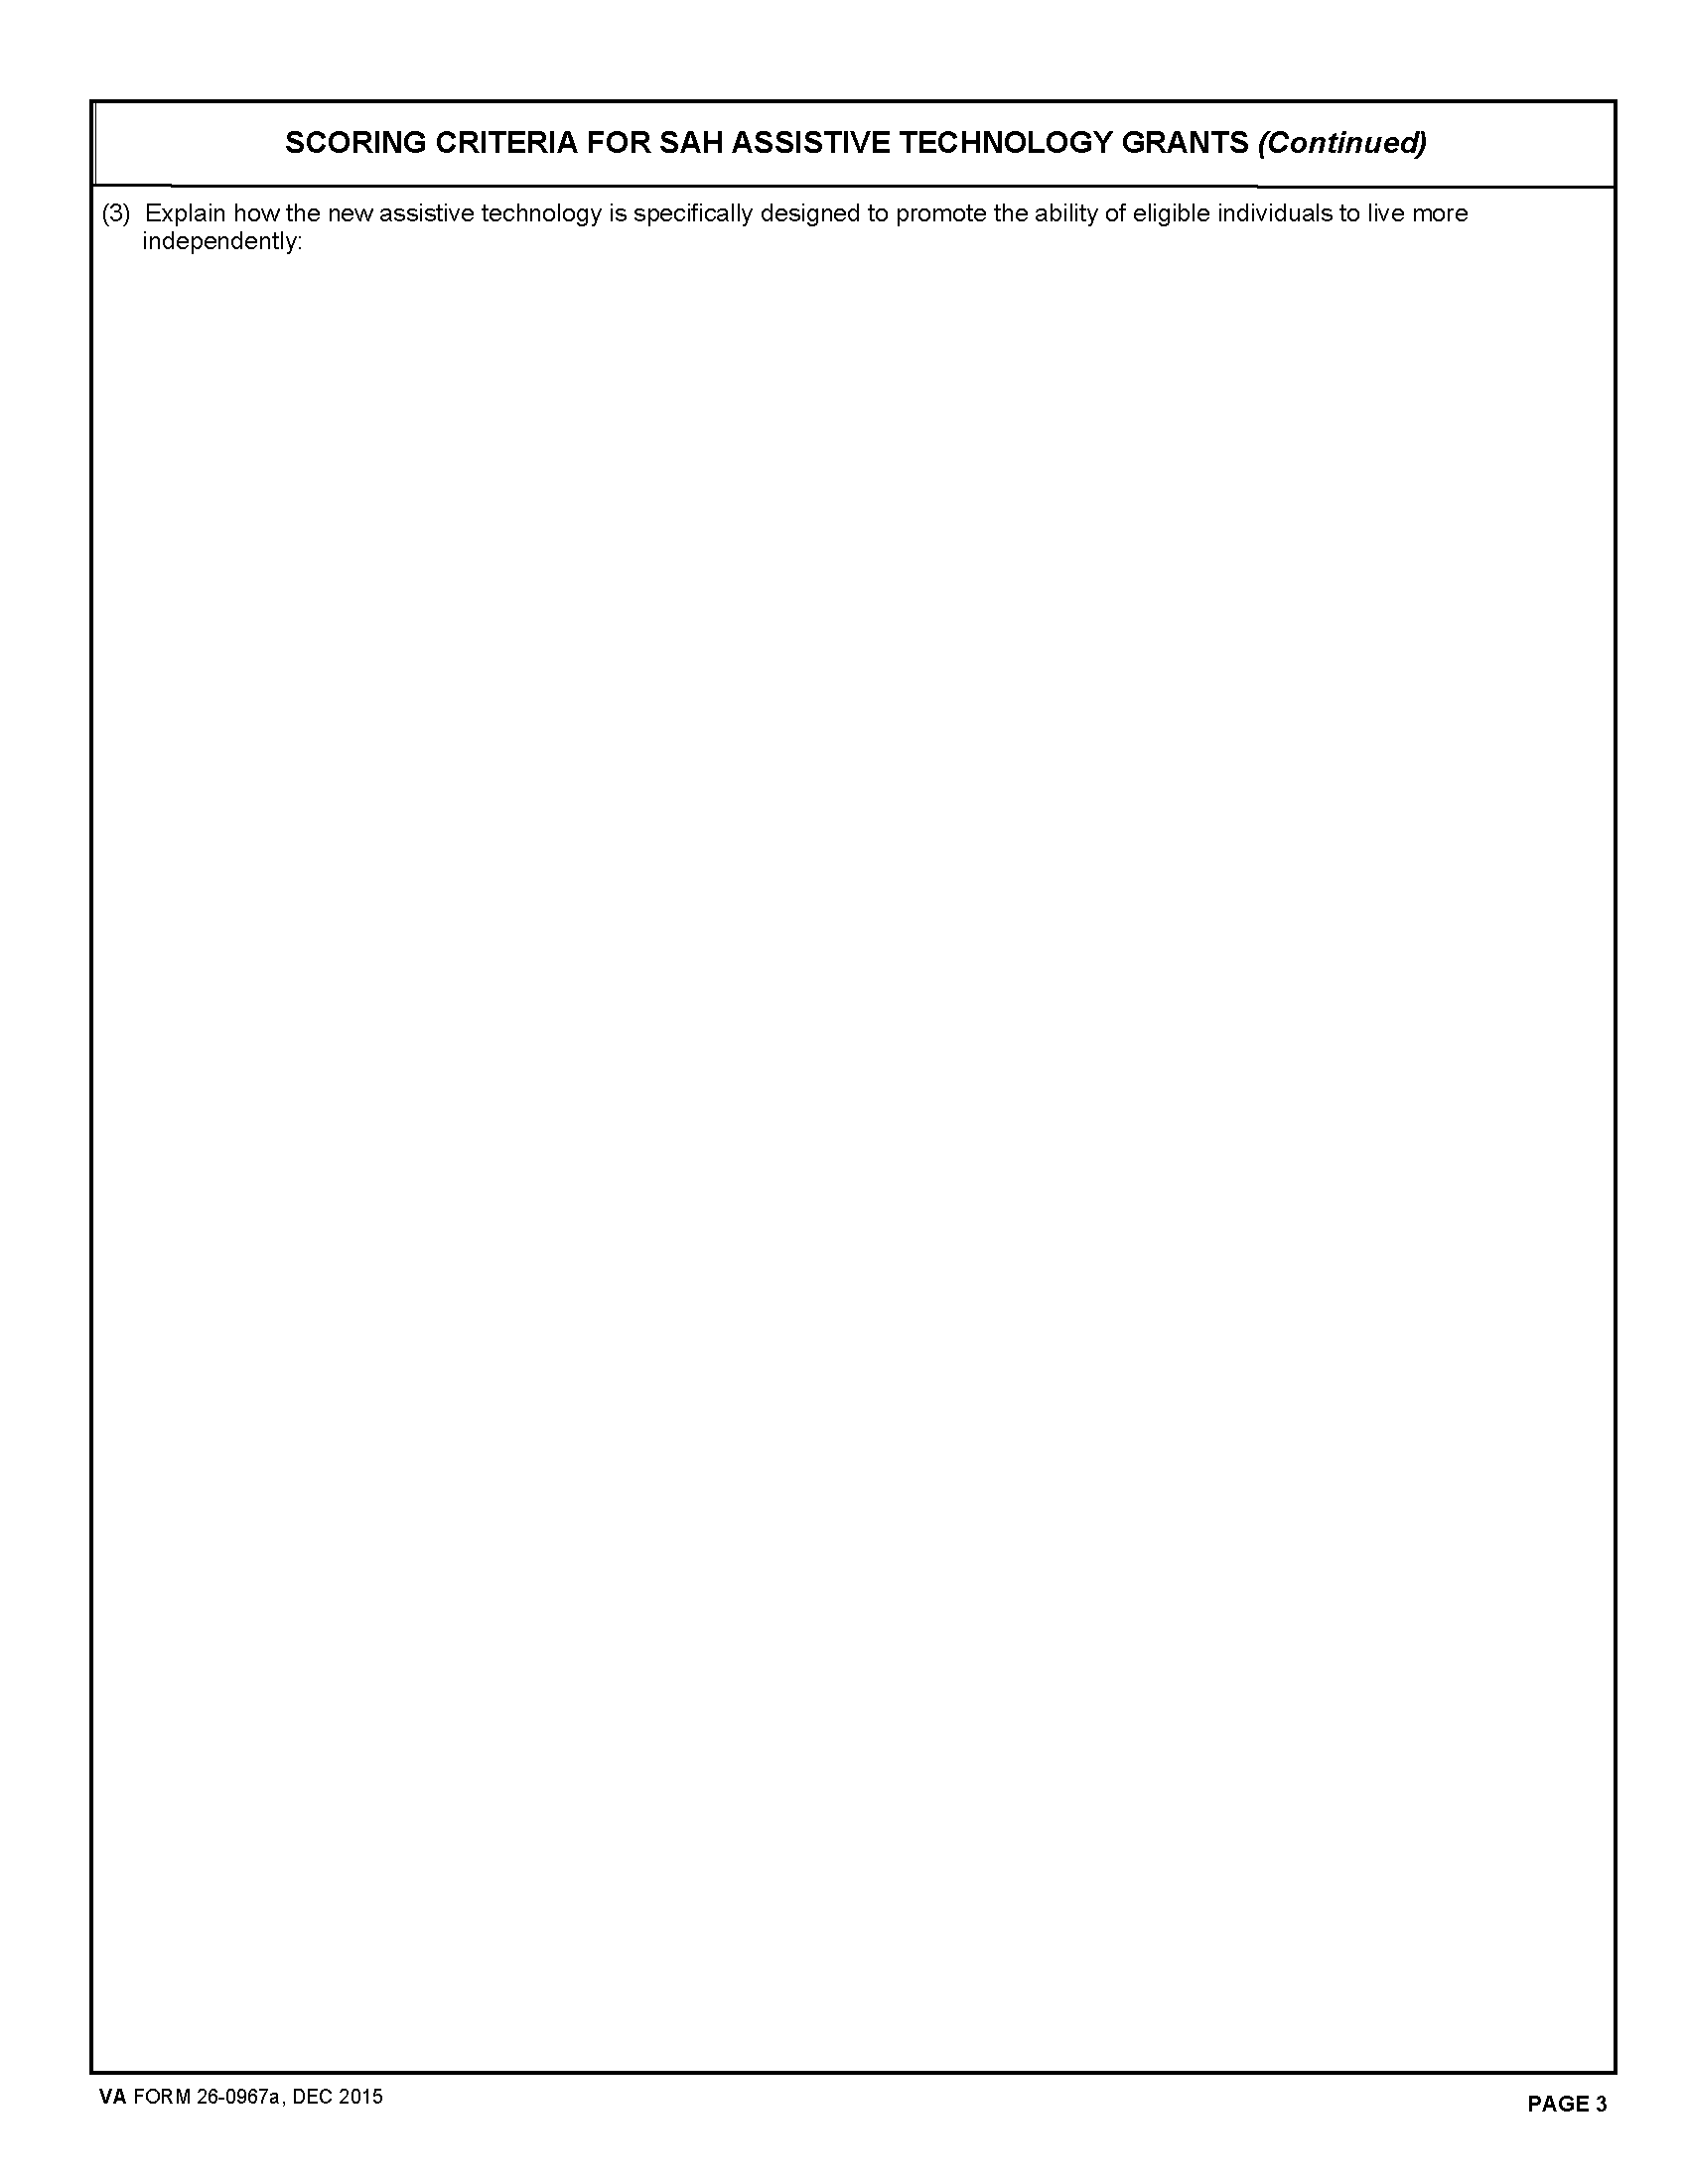 SCORING CRITERIA FOR SAH ASSISTIVE TECHNOLOGY GRANTS (Continued)
(3) Explain how the new assistive technology is specifically designed to promote the ability of eligible individuals to live more
independently:
VA FORM 26-0967a, DEC 2015
PAGE 3